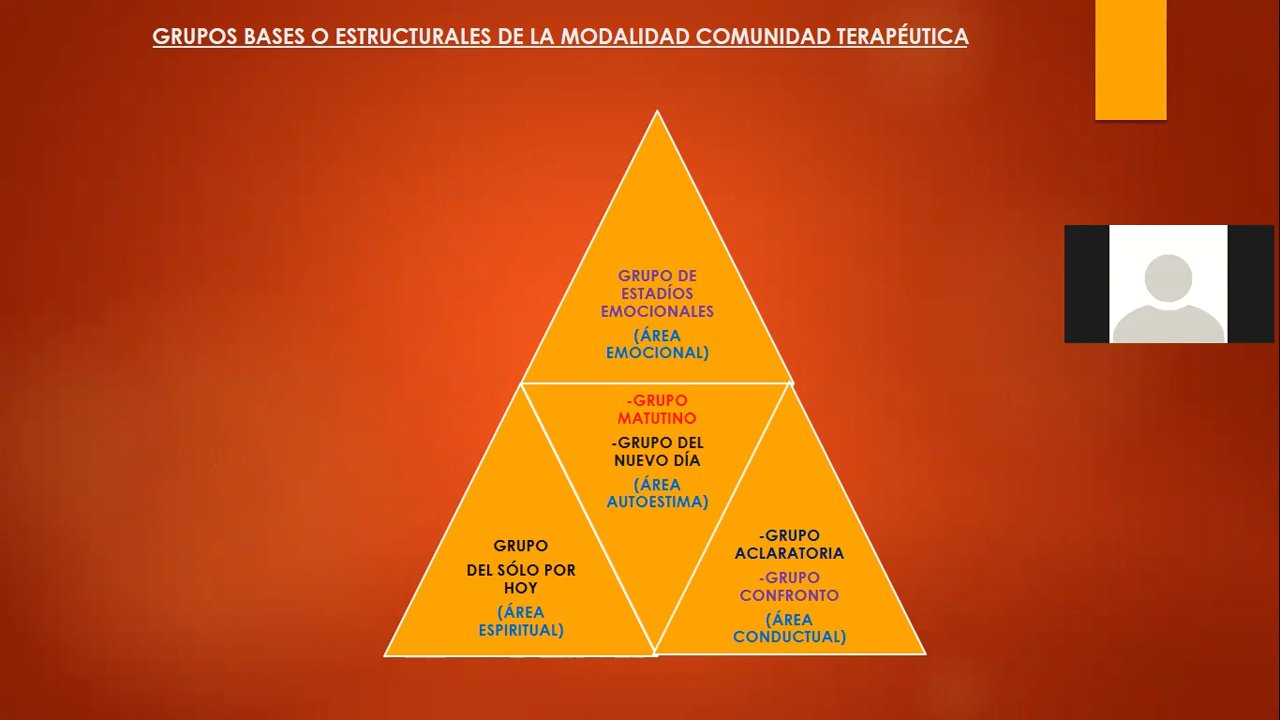 GRUPOS BASES O ESTRUCTURALES DE LA MODALIDAD COMUNIDAD TERAPÉUTICA
GRUPO DE
ESTADÍOS
EMOCIONALES
(ÁREA
EMOCIONAL)
-GRUPO
MATUTINO
-GRUPO DEL
NUEVO DÍA
(ÁREA
AUTOESTIMA)
GRUPO
DEL SÓLO POR
HOY
(ÁREA
ESPIRITUAL)
-GRUPO
ACLARATORIA
-GRUPO
CONFRONTO
(ÁREA
CONDUCTUAL)